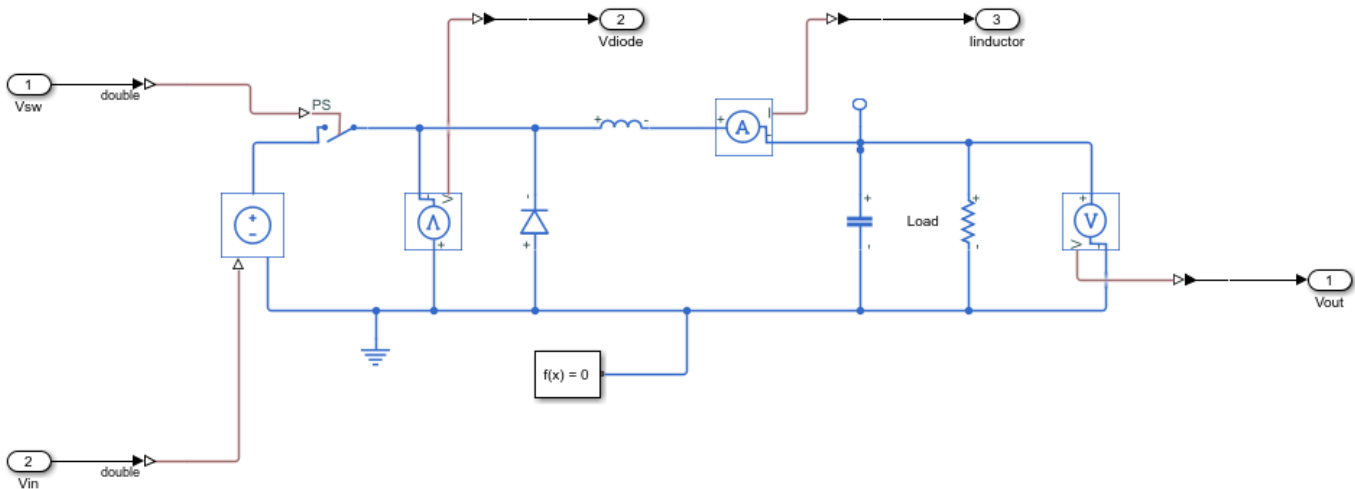 2
Vdiode
3
Iinductor
1
Vsw
double
PS
+
-
+
A
I
-
+
-
V
-
Λ
+
-
+
+
-
Load
+
-
+
V
V
-
1
Vout
f(x) = 0
2
Vin
double